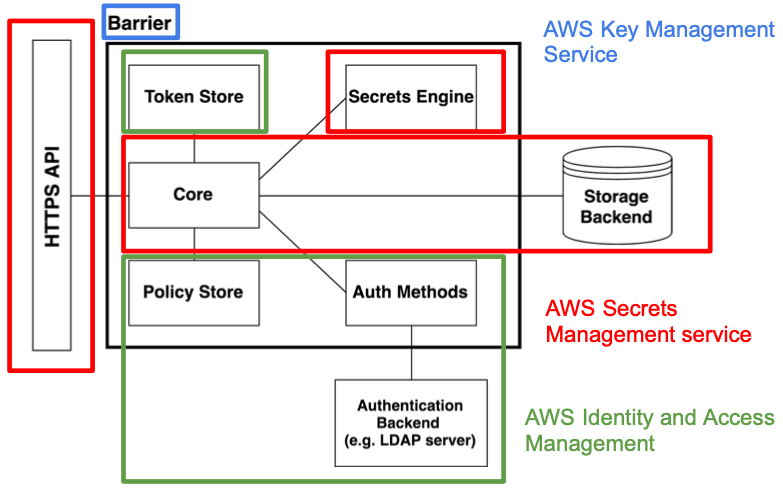 Barrier
AWS Key Management
Service
Token Store
Secrets Engine
HTTPS API
Core
Storage
Backend
Policy Store
Auth Methods
AWS Secrets
Management service
Authentication
Backend
(e.g. LDAP server)
AWS Identity and Access
Management